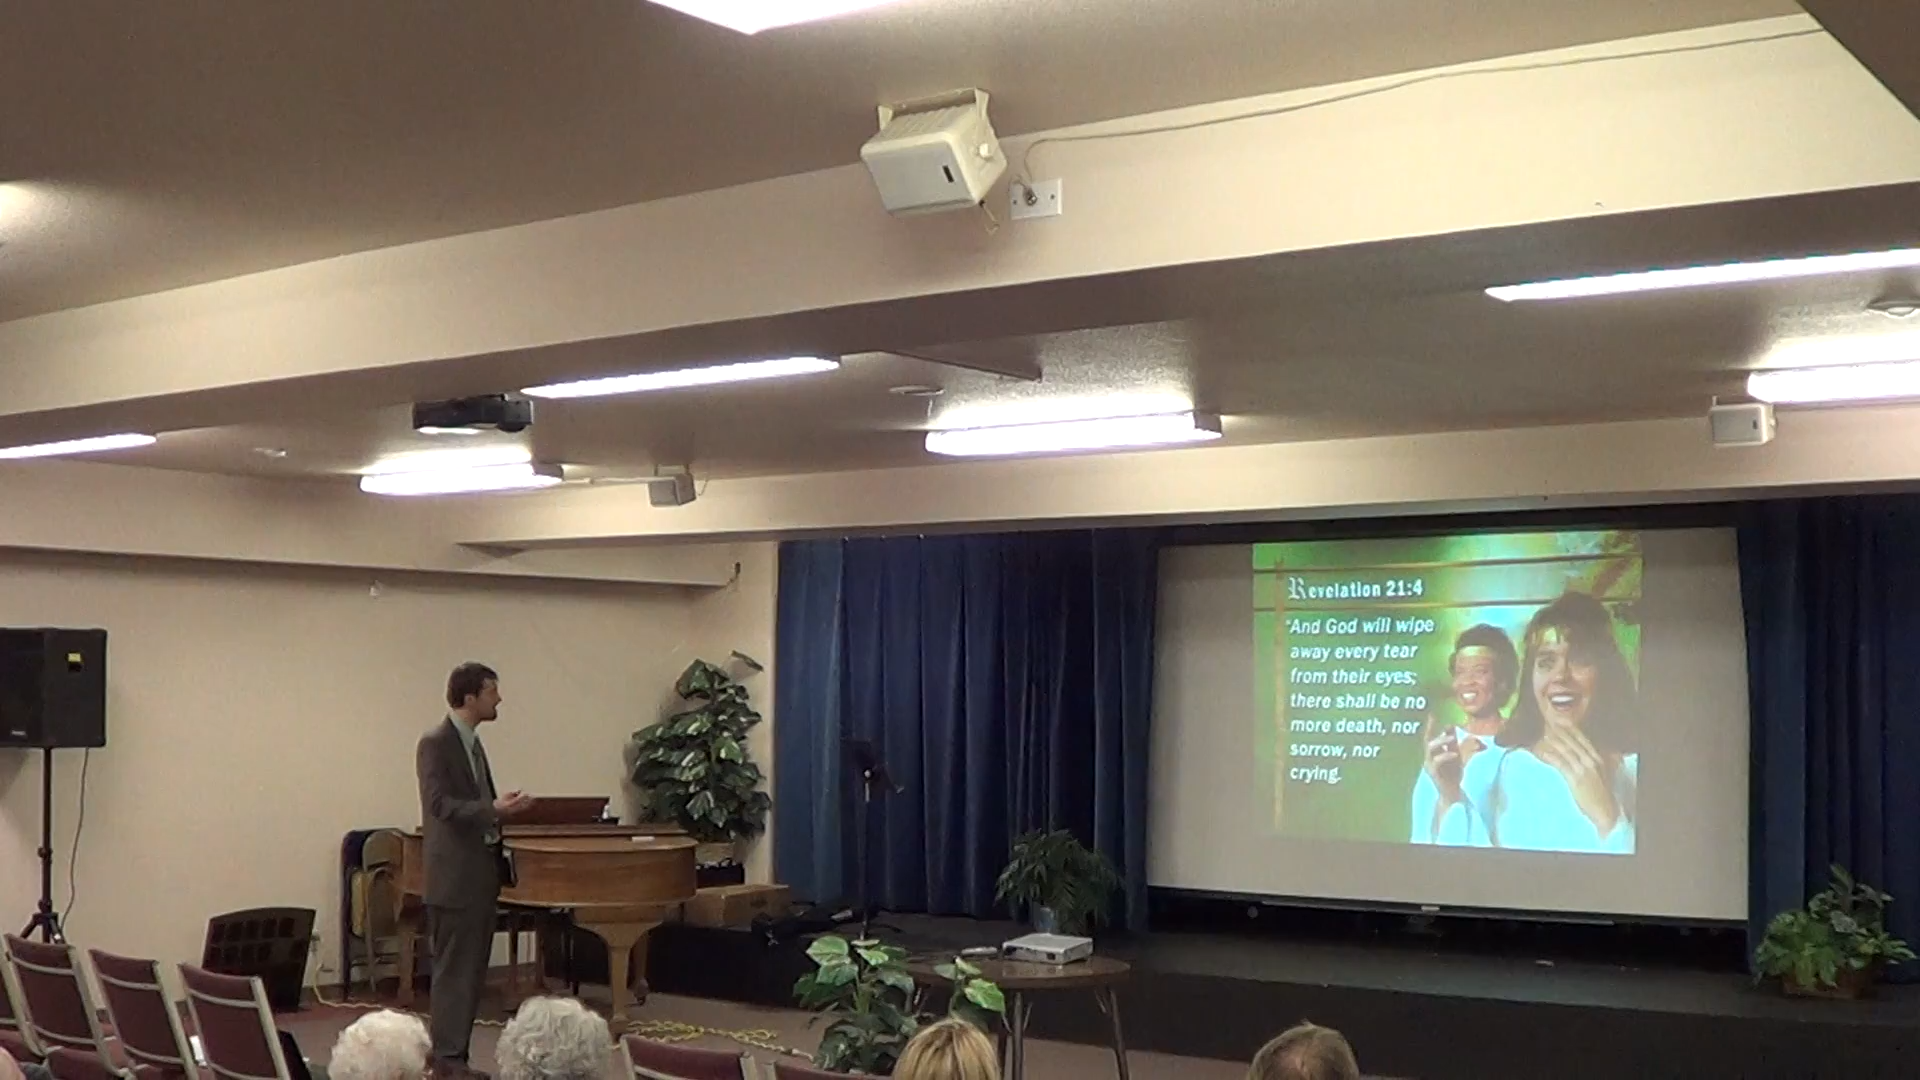 Revelation 21:4
“And God will wipe
away every tear
from their eyes;
there shall be no
more death, nor
sorrow, nor
crying.